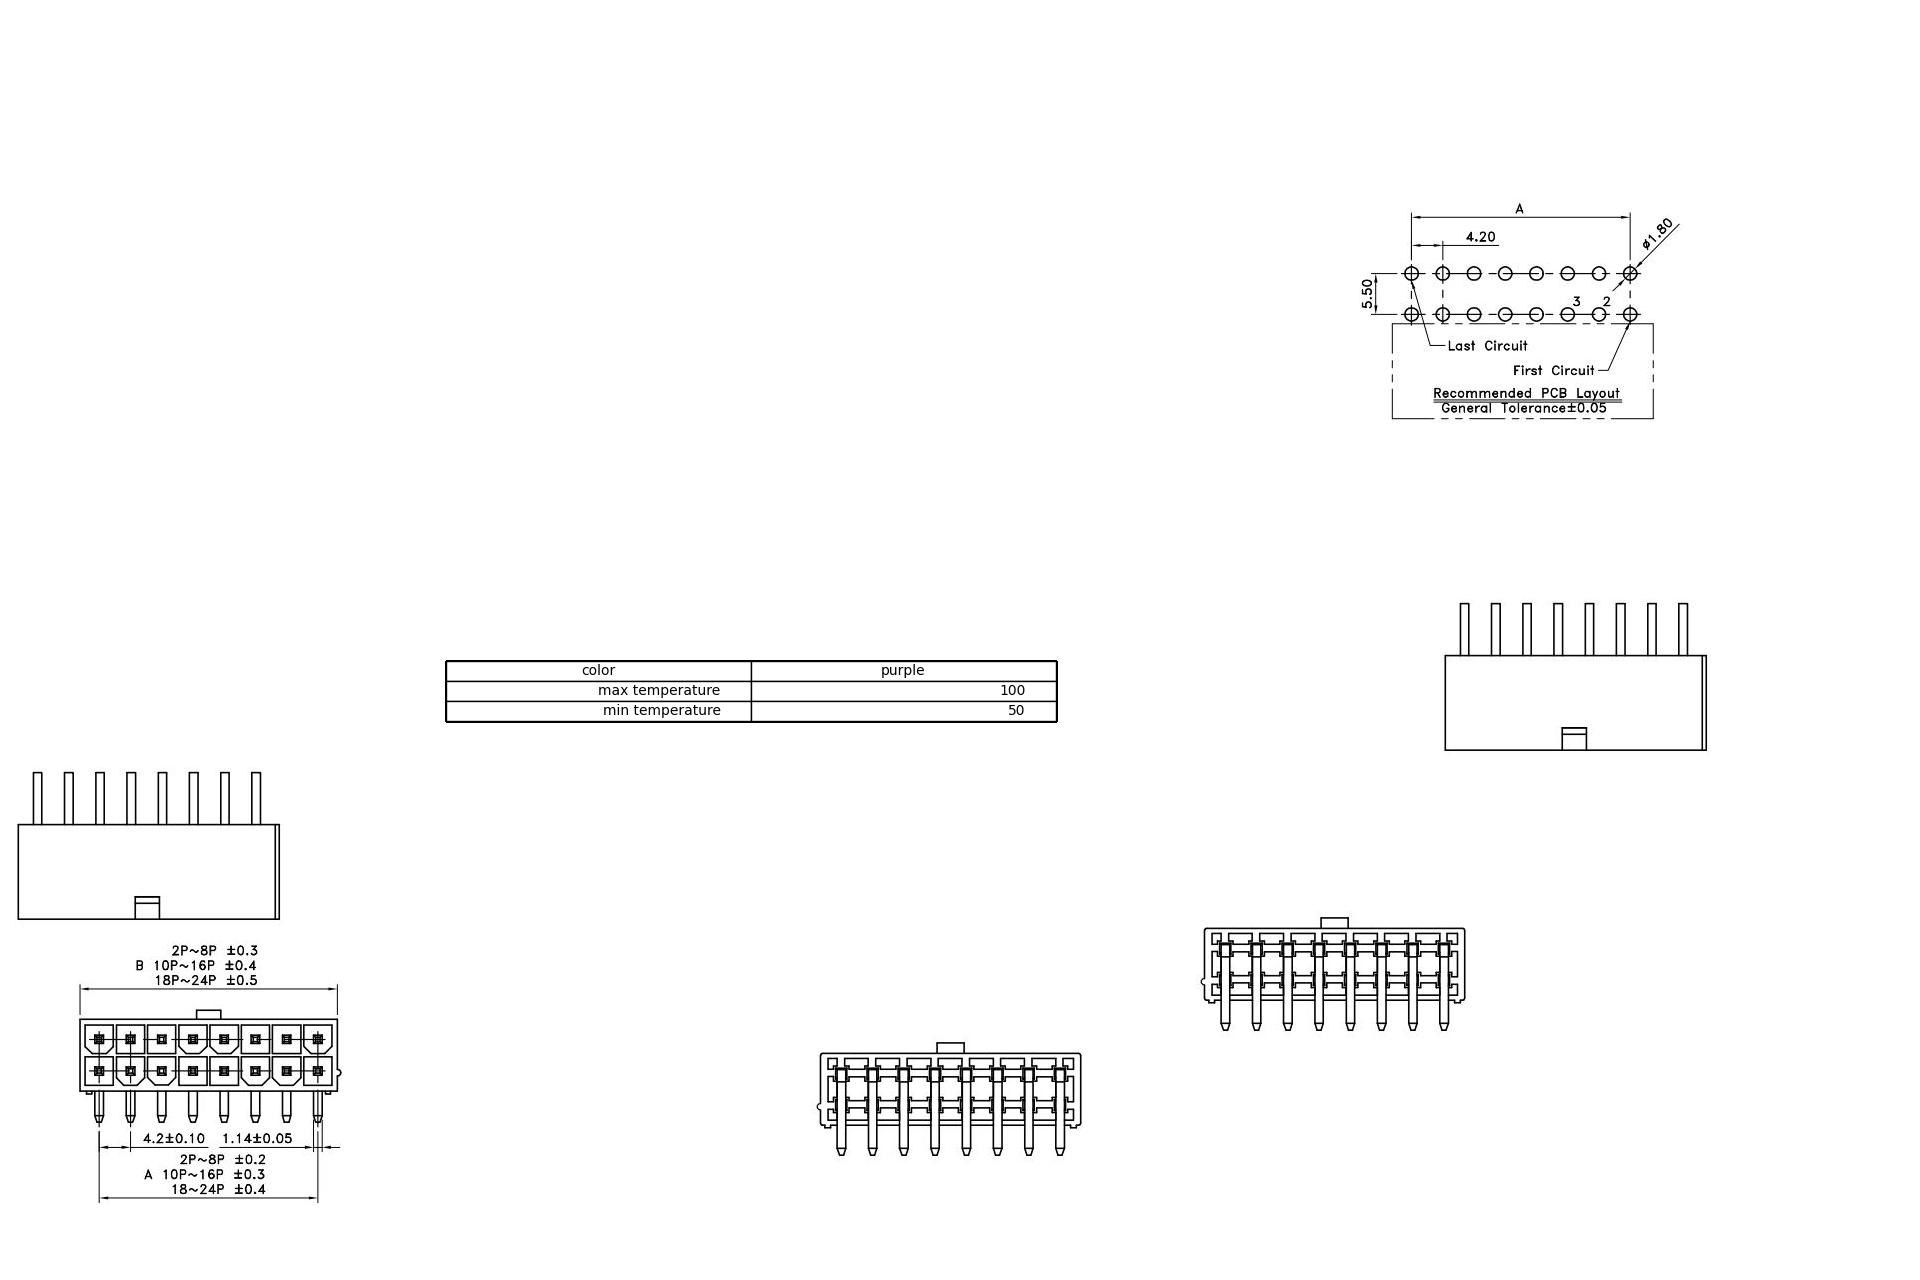 A
4.20
ø1.80
5.50
3 2
Last Circuit
First Circuit
Recommended PCB Layout
General Tolerance±0.05
color purple
max temperature 100
min temperature 50
2P~8P ±0.3
B 10P~16P ±0.4
18P~24P ±0.5
4.2±0.10 1.14±0.05
2P~8P ±0.2
A 10P~16P ±0.3
18~24P ±0.4